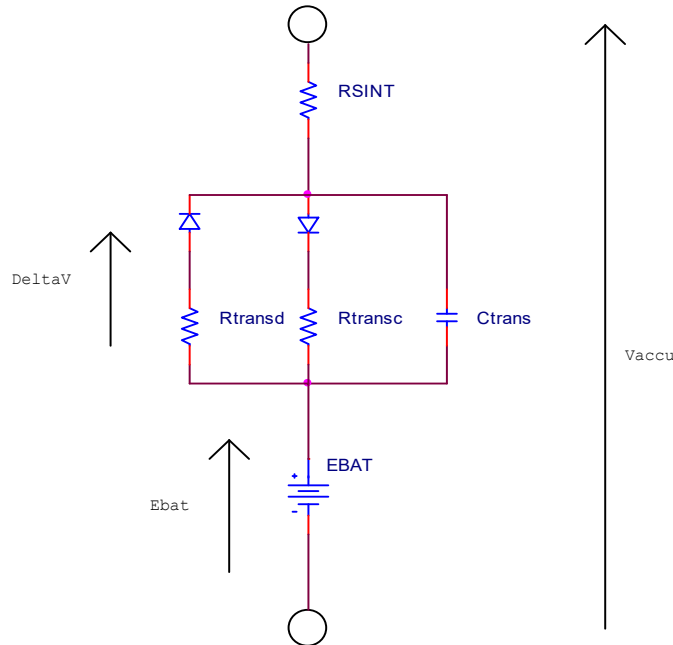 RSINT
DeltaV
Rtransd
Rtransc
Ctrans
Vaccu
EBAT
+
Ebat
-